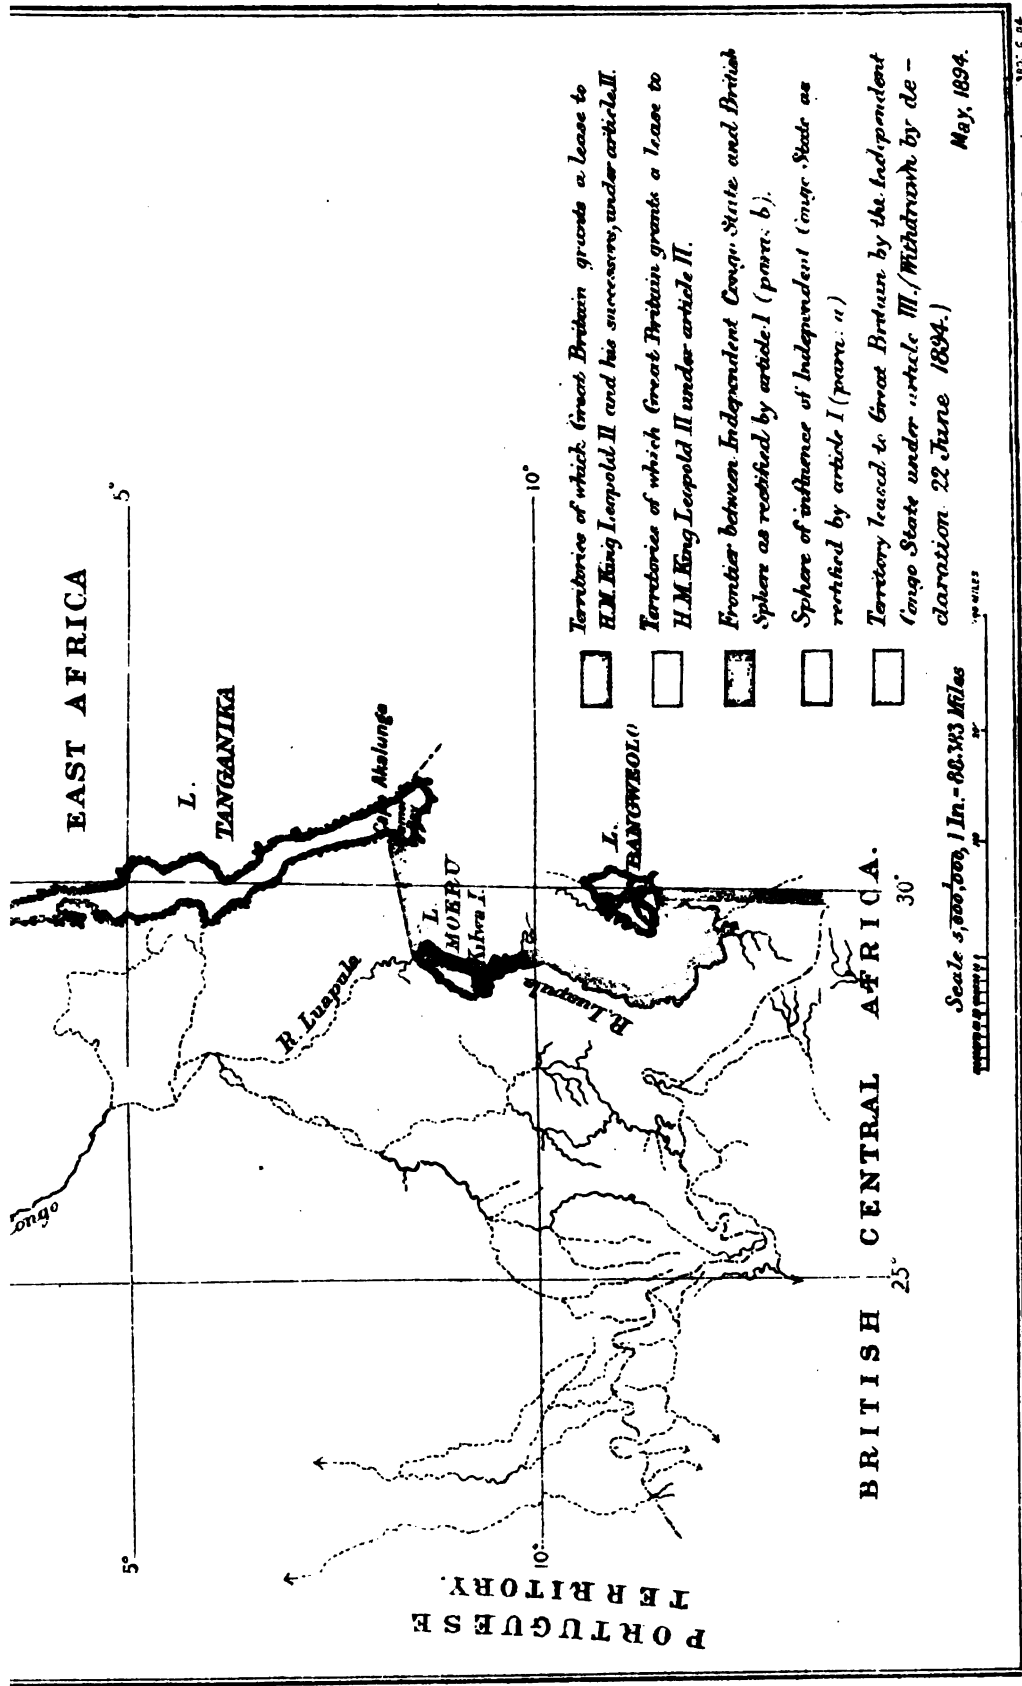 EAST AFRICA
5°
L.
TANGANIKA
Cape Akalunga
L.
MOERU
Kilwa I.
R. Luapula
R. Luapula
ongo
10°
L.
BANGWEOLO
30°
25°
5°
10°
BRITISH CENTRAL AFRICA.
PORTUGUESE
TERRITORY.
Territories of which Great Britain grants a lease to
H.M. King Leopold II and his successors, under article II.
Territories of which Great Britain grants a lease to
H.M. King Leopold II under article II.
Frontier between Independent Congo State and British
Sphere as rectified by article I (para: b).
Sphere of influence of Independent Congo State as
rectified by article I (para: a)
Territory leased to Great Britain by the Independent
Congo State under article III. (Withdrawn by de-
claration 22 June 1894.)
May, 1894.
Scale 5,000,000, 1 In. = 86.383 Miles
MILES